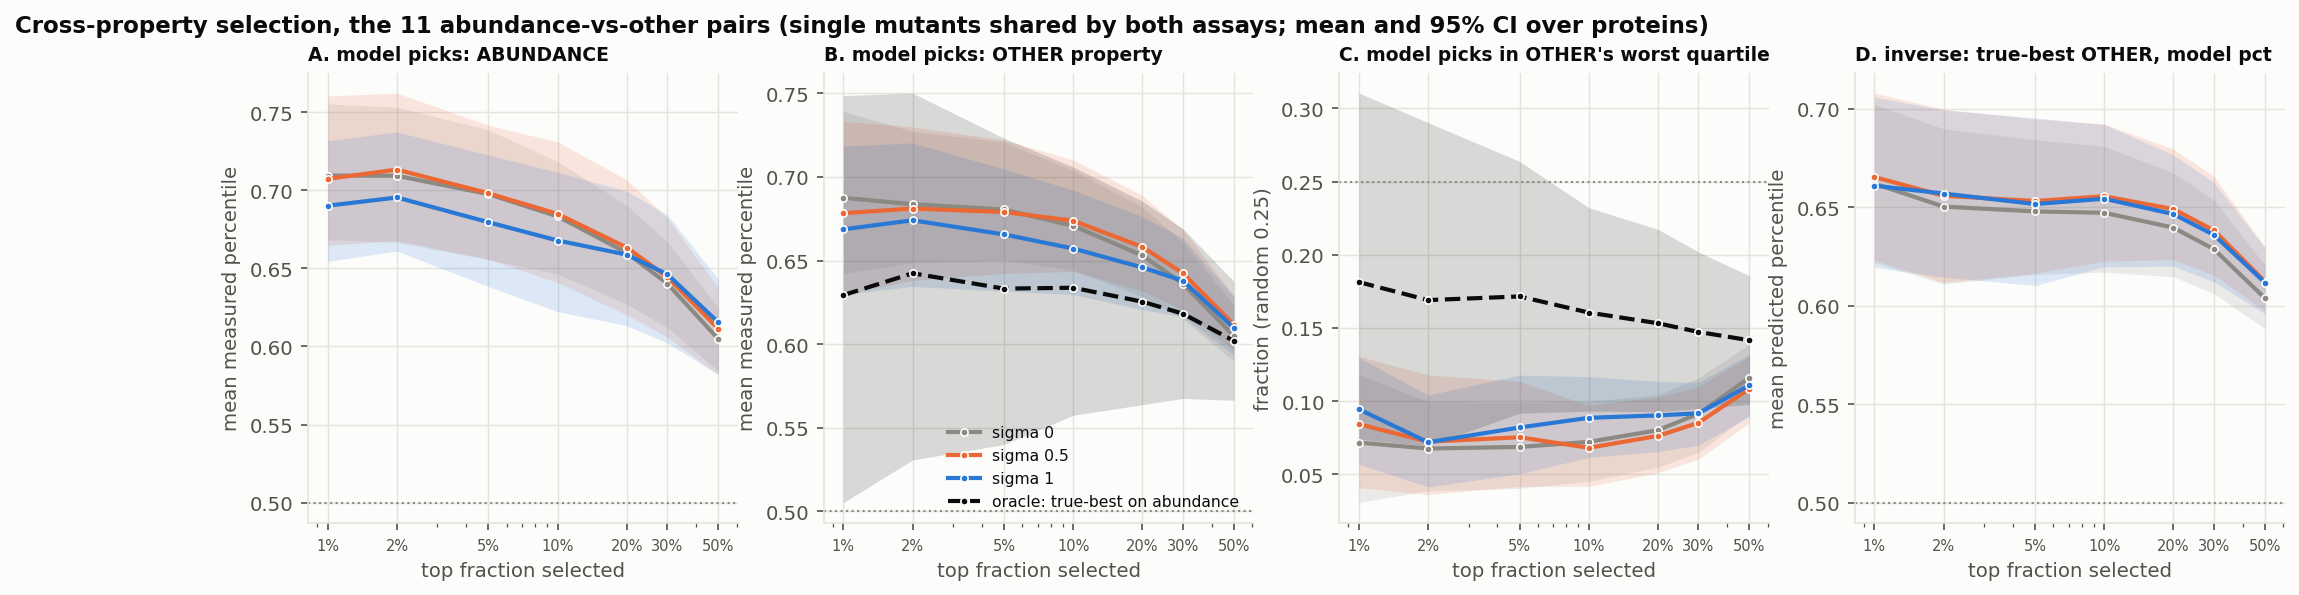 Cross-property selection, the 11 abundance-vs-other pairs (single mutants shared by both assays; mean and 95% CI over proteins)
A. model picks: ABUNDANCE
mean measured percentile
0.75
0.70
0.65
0.60
0.55
0.50
1% 2% 5% 10% 20% 30% 50%
top fraction selected
B. model picks: OTHER property
mean measured percentile
0.75
0.70
0.65
0.60
0.55
0.50
sigma 0
sigma 0.5
sigma 1
oracle: true-best on abundance
1% 2% 5% 10% 20% 30% 50%
top fraction selected
C. model picks in OTHER's worst quartile
fraction (random 0.25)
0.30
0.25
0.20
0.15
0.10
0.05
1% 2% 5% 10% 20% 30% 50%
top fraction selected
D. inverse: true-best OTHER, model pct
mean predicted percentile
0.70
0.65
0.60
0.55
0.50
1% 2% 5% 10% 20% 30% 50%
top fraction selected